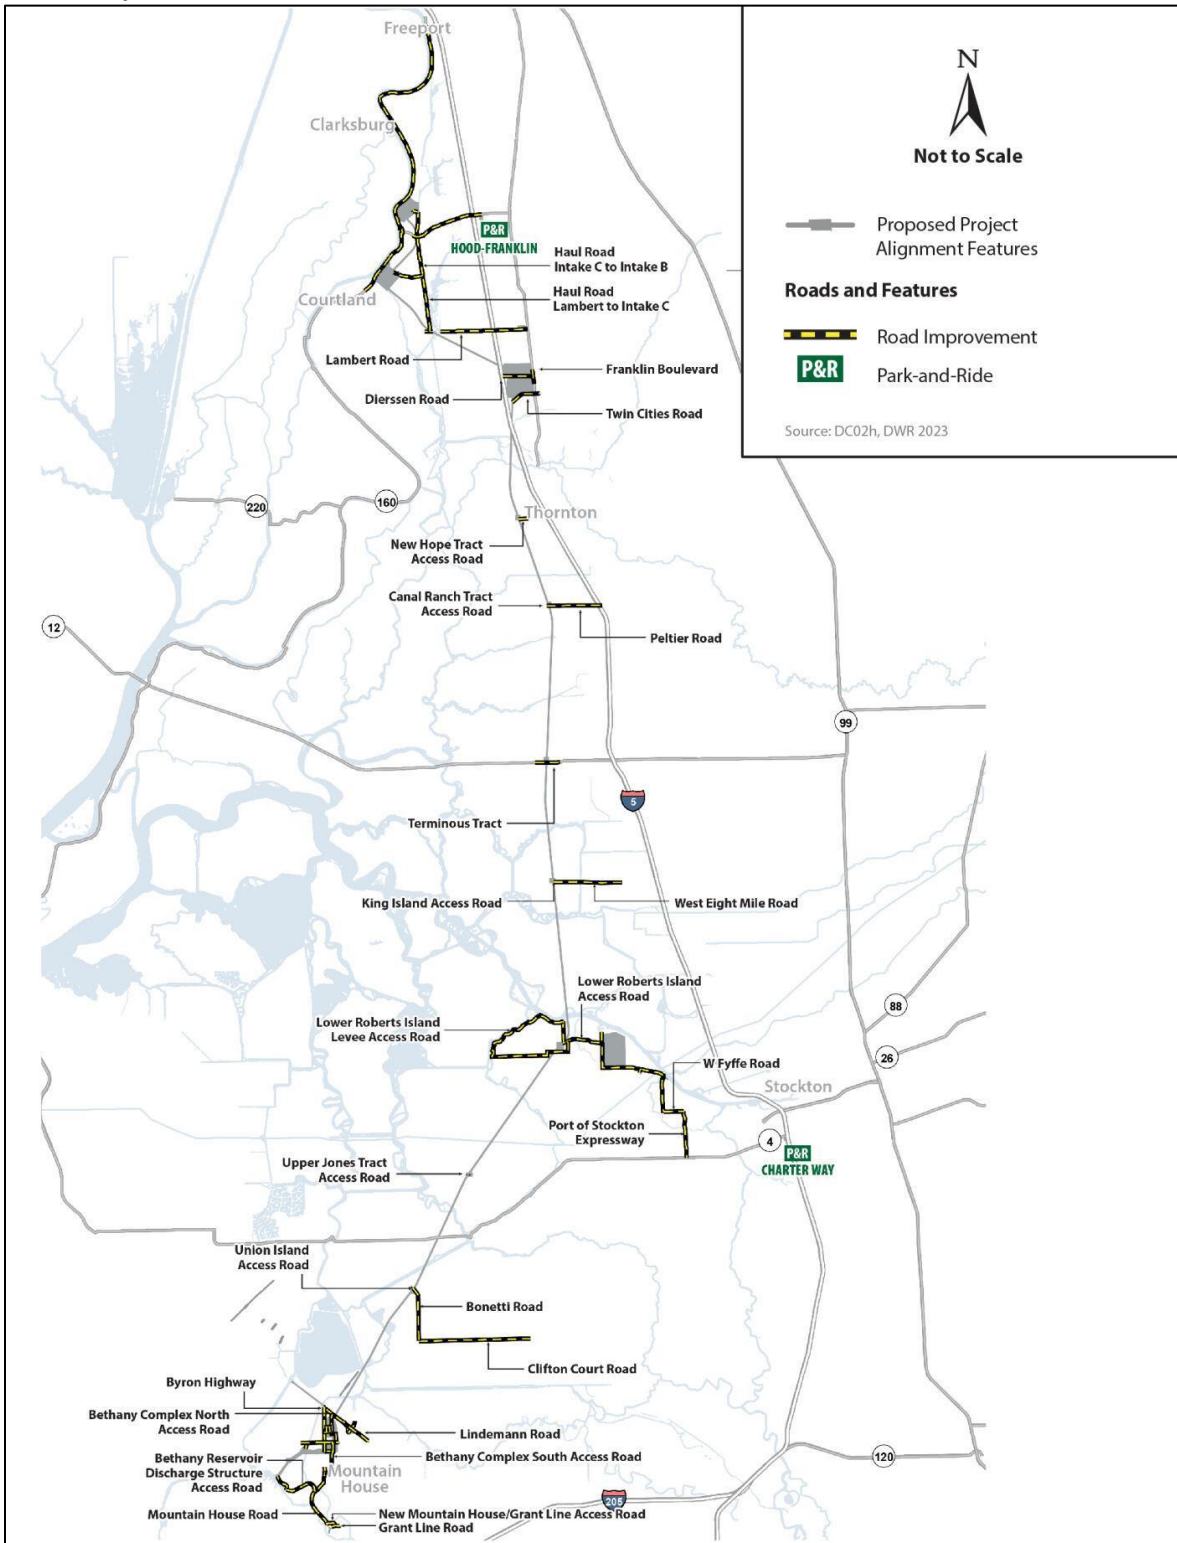 Freeport
Clarksburg
N
Not to Scale
Proposed Project
Alignment Features
Roads and Features
Road Improvement
P&R
Park-and-Ride
Source: DC02h, DWR 2023
P&R
HOOD-FRANKLIN
Haul Road
Intake C to Intake B
Haul Road
Lambert to Intake C
Courtland
Lambert Road
Franklin Boulevard
Dierssen Road
Twin Cities Road
220
160
Thornton
New Hope Tract
Access Road
Canal Ranch Tract
Access Road
12
Peltier Road
99
5
Terminous Tract
King Island Access Road
West Eight Mile Road
Lower Roberts Island
Access Road
88
Lower Roberts Island
Levee Access Road
26
W Fyffe Road
Stockton
Port of Stockton
Expressway
4
P&R
CHARTER WAY
Upper Jones Tract
Access Road
Union Island
Access Road
Bonetti Road
Clifton Court Road
Byron Highway
Bethany Complex North
Access Road
Lindemann Road
Bethany Complex South Access Road
120
Bethany Reservoir
Discharge Structure
Access Road
Mountain
House
205
Mountain House Road
New Mountain House/Grant Line Access Road
Grant Line Road